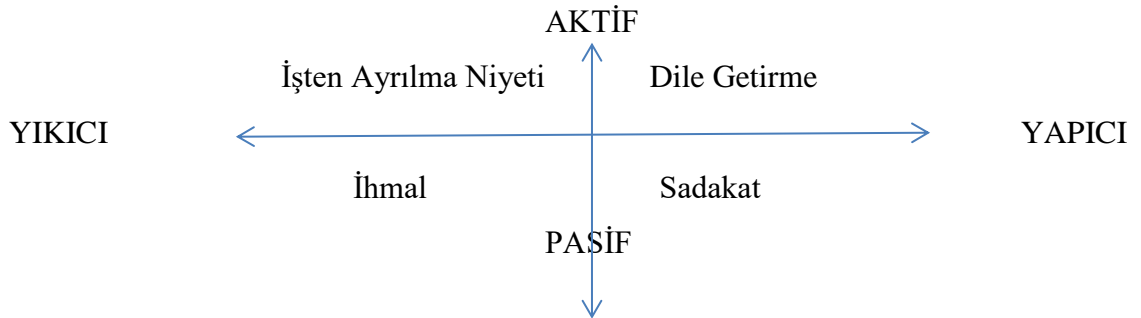 AKTİF
İşten Ayrılma Niyeti Dile Getirme
YIKICI YAPICI
İhmal Sadakat
PASİF